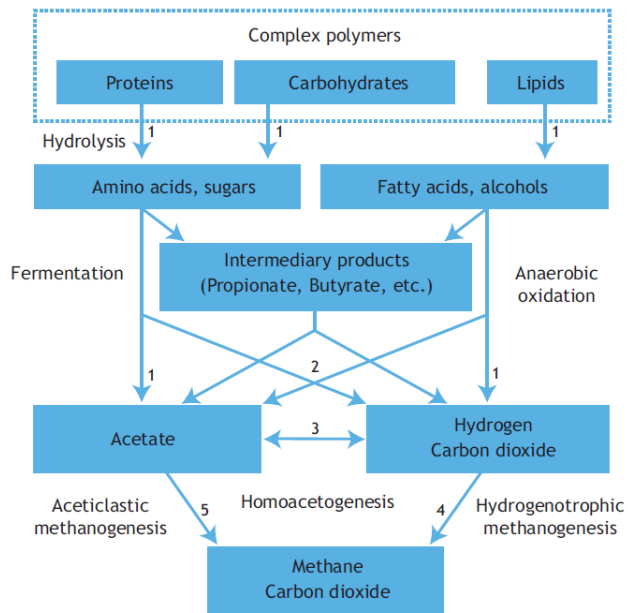 Complex polymers
Proteins
Carbohydrates
Lipids
Hydrolysis
1
1
1
Amino acids, sugars
Fatty acids, alcohols
Fermentation
Intermediary products
(Propionate, Butyrate, etc.)
Anaerobic
oxidation
2
1
1
Acetate
3
Hydrogen
Carbon dioxide
Aceticlastic
methanogenesis
5
Homoacetogenesis
4
Hydrogenotrophic
methanogenesis
Methane
Carbon dioxide